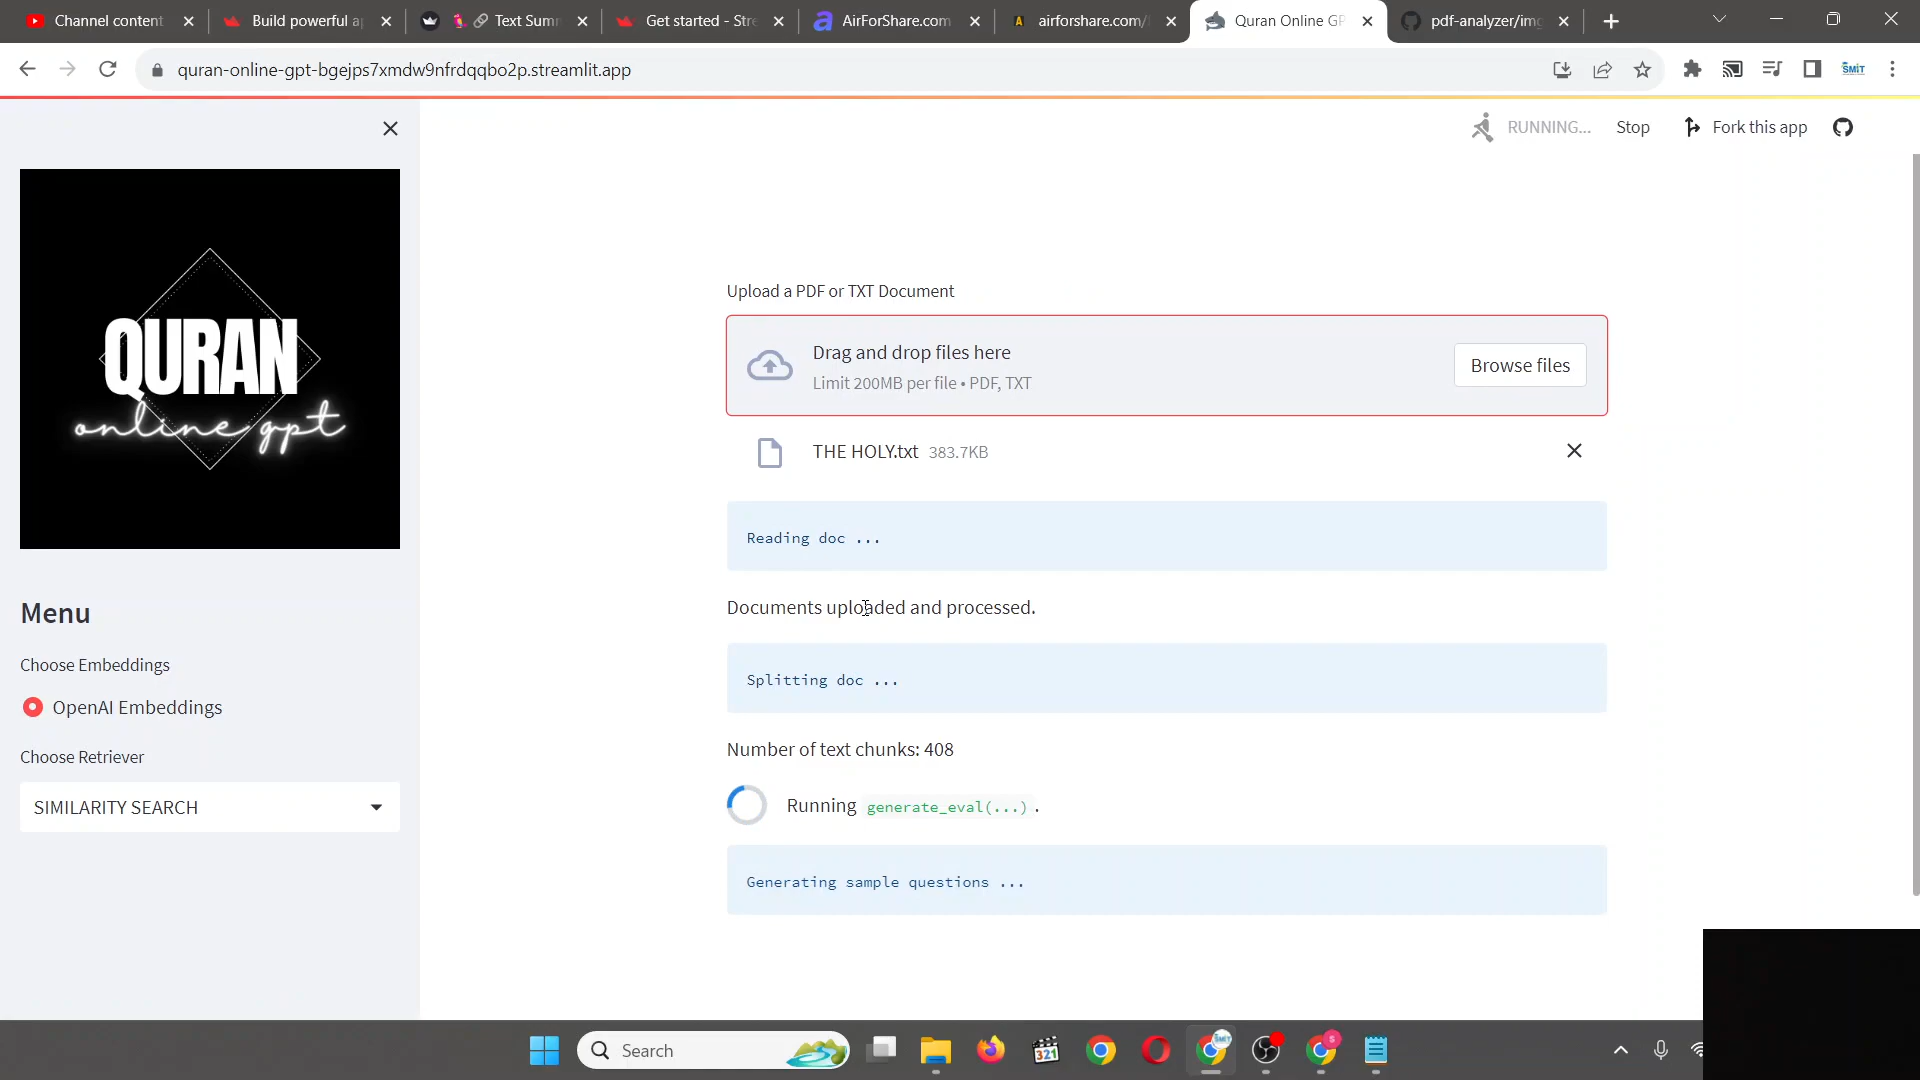 Channel content
Build powerful a
Text Sum
Get started - Stre
AirForShare.com
airforshare.com/
Quran Online GP
pdf-analyzer/im
quran-online-gpt-bgejps7xmdw9nfrdqqbo2p.streamlit.app
SMIT
RUNNING...
Stop
Fork this app
QURAN
online gpt
Menu
Choose Embeddings
OpenAI Embeddings
Choose Retriever
SIMILARITY SEARCH
Upload a PDF or TXT Document
Drag and drop files here
Limit 200MB per file • PDF, TXT
Browse files
THE HOLY.txt 383.7KB
Reading doc ...
Documents uploaded and processed.
Splitting doc ...
Number of text chunks: 408
Running generate_eval(...) .
Generating sample questions ...
Search
321
SMIT
S